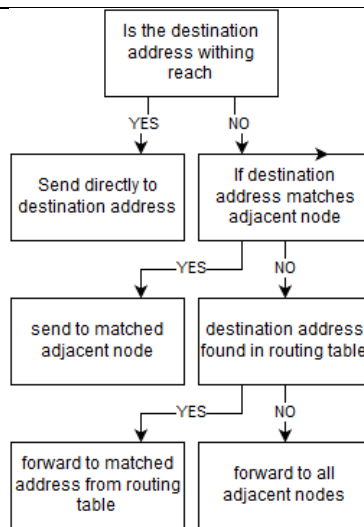 Is the destination
address withing
reach
YES
NO
Send directly to
destination address
If destination
address matches
adjacent node
YES
NO
send to matched
adjacent node
destination address
found in routing table
YES
NO
forward to matched
address from routing
table
forward to all
adjacent nodes